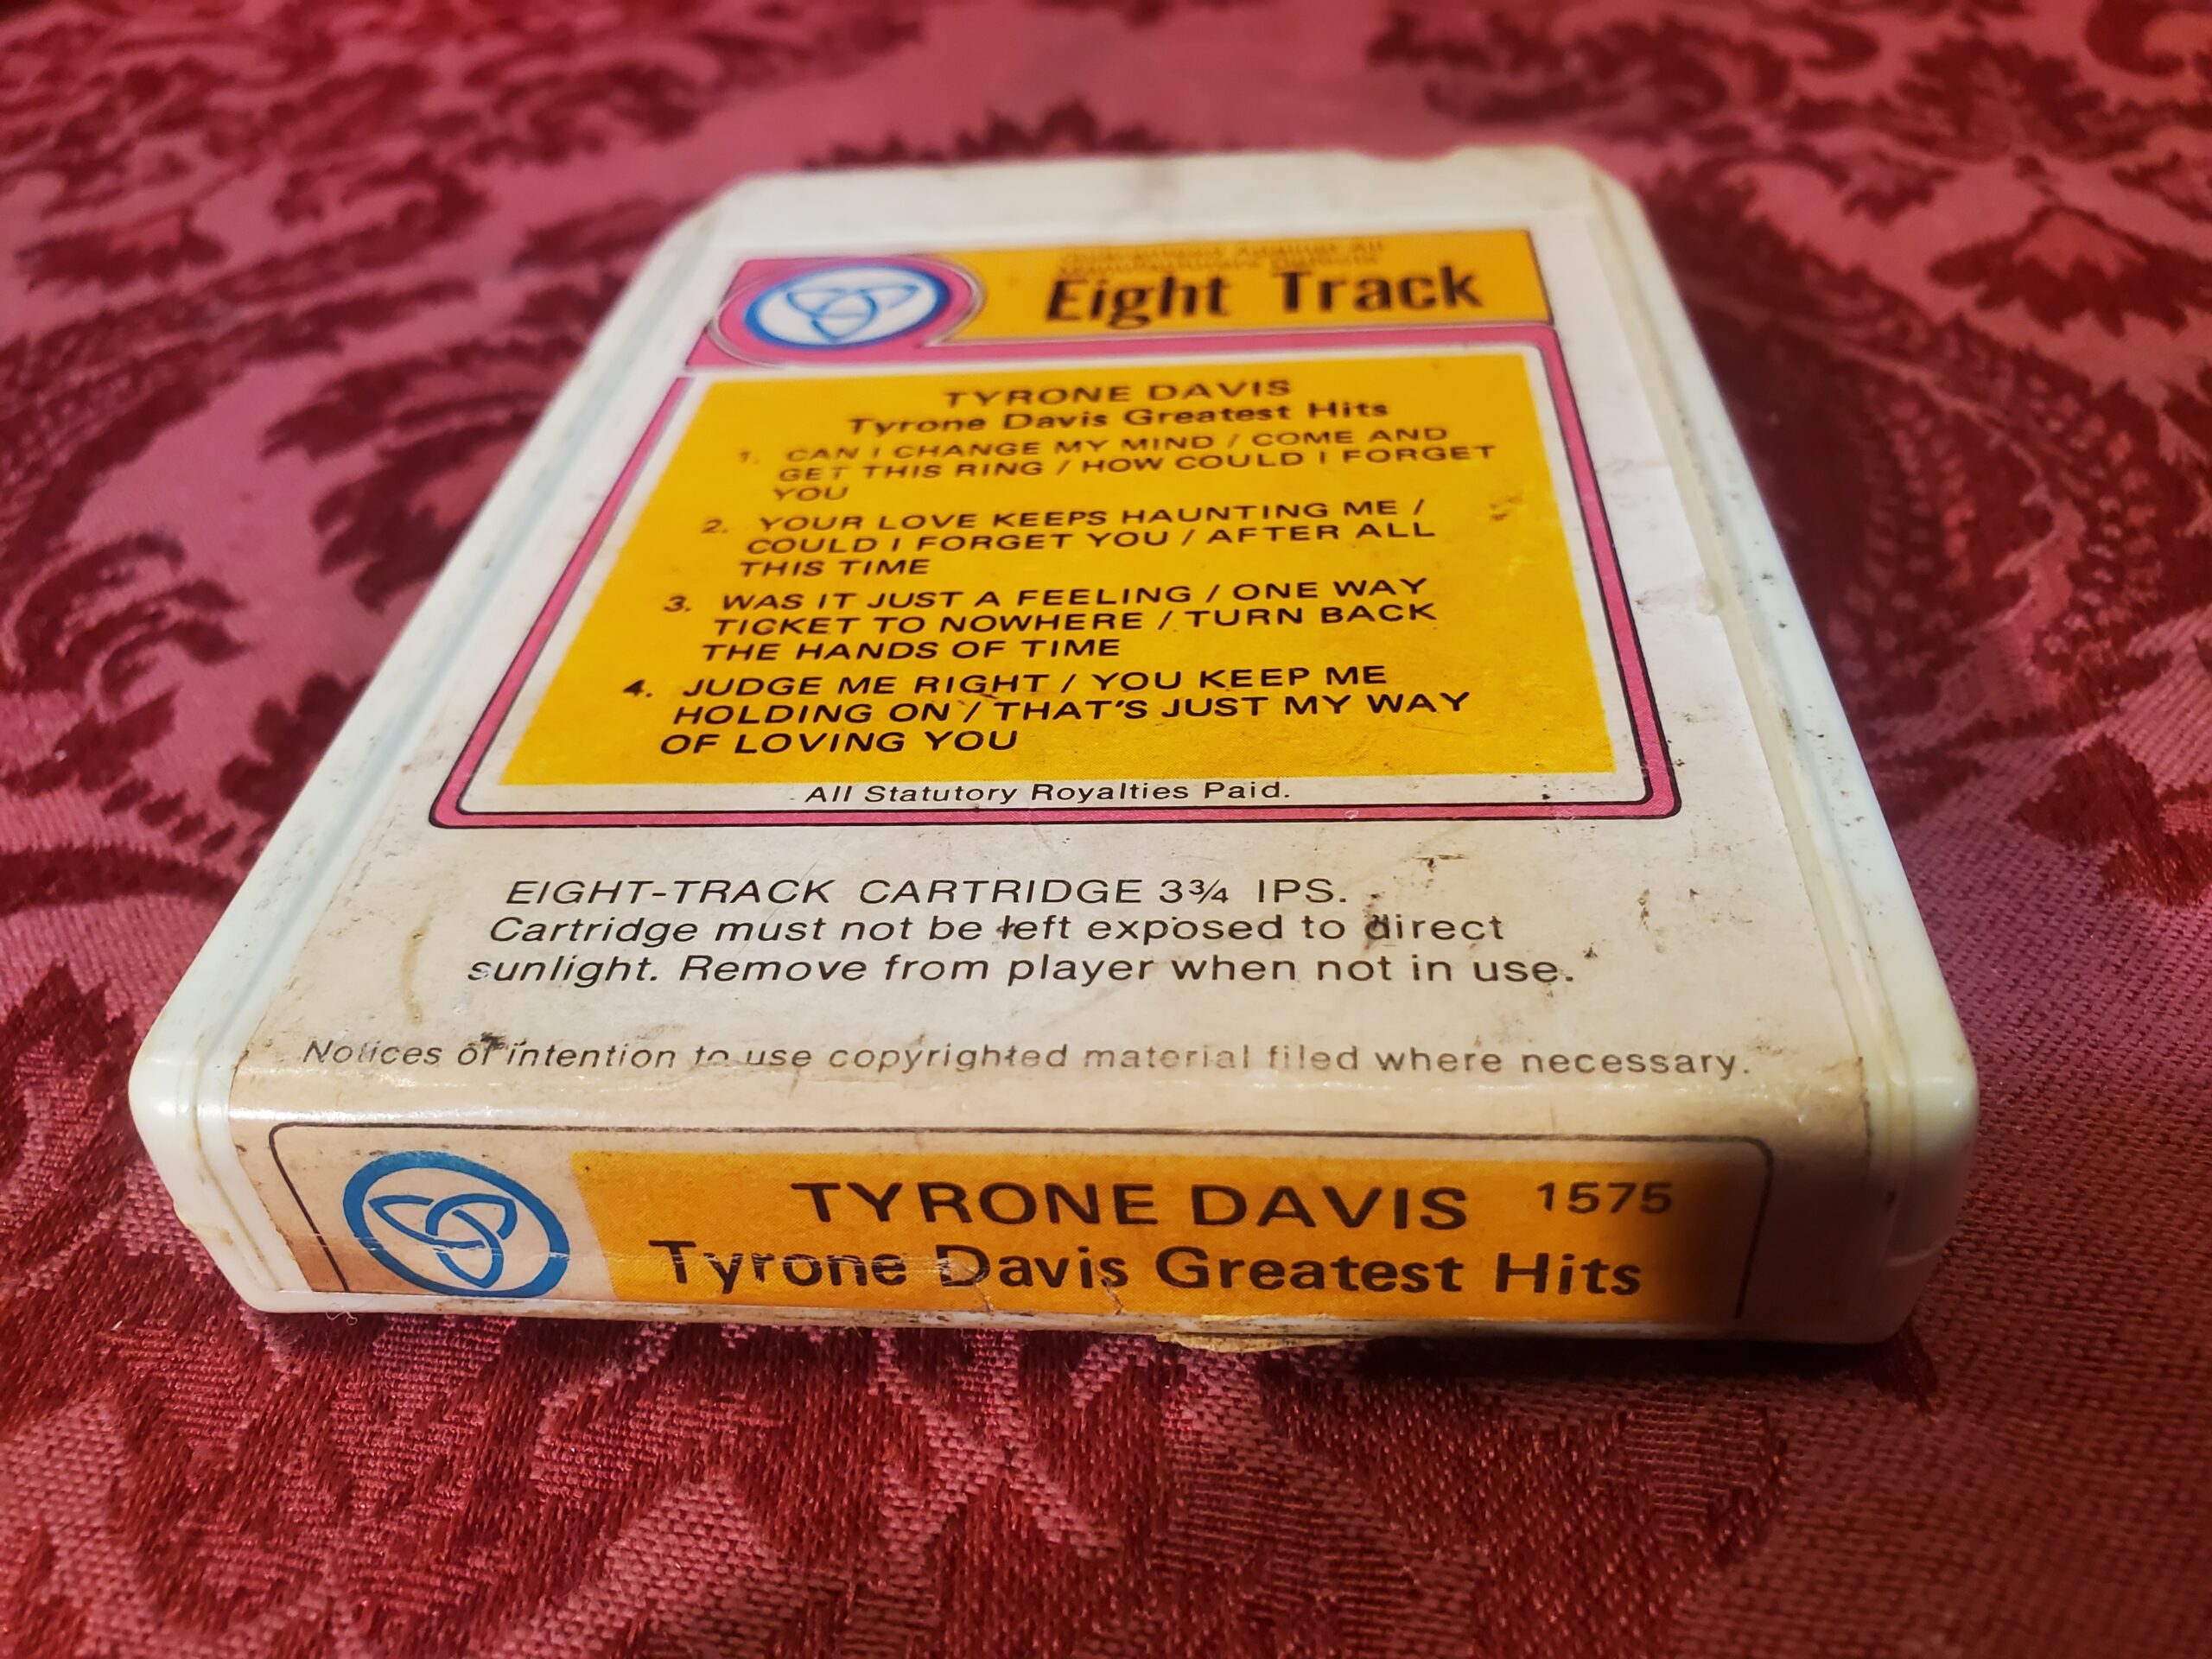 Eight Track
TYRONE DAVIS
Tyrone Davis Greatest Hits
1. CAN I CHANGE MY MIND / COME AND
GET THIS RING / HOW COULD I FORGET
YOU
2. YOUR LOVE KEEPS HAUNTING ME /
COULD I FORGET YOU / AFTER ALL
THIS TIME
3. WAS IT JUST A FEELING / ONE WAY
TICKET TO NOWHERE / TURN BACK
THE HANDS OF TIME
4. JUDGE ME RIGHT / YOU KEEP ME
HOLDING ON / THAT'S JUST MY WAY
OF LOVING YOU
All Statutory Royalties Paid.
EIGHT-TRACK CARTRIDGE 3¾ IPS.
Cartridge must not be left exposed to direct
sunlight. Remove from player when not in use.
Notices of intention to use copyrighted material filed where necessary.
TYRONE DAVIS 1575
Tyrone Davis Greatest Hits